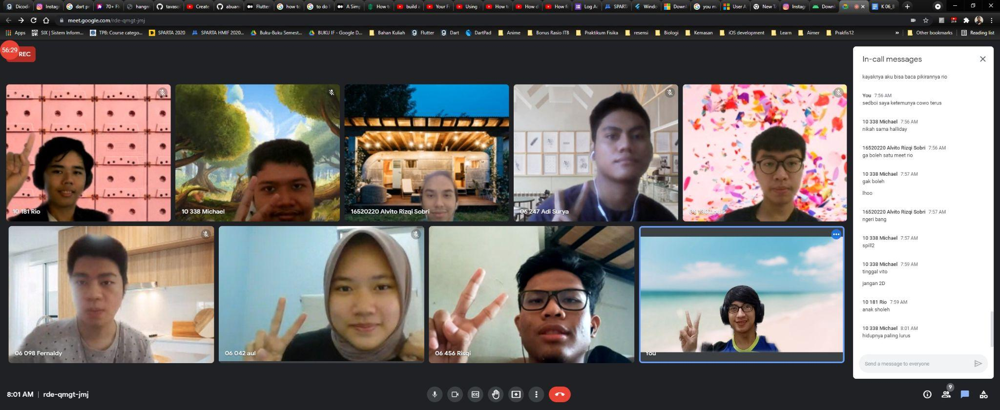 Dicodi
Instagr
dart pr
70+ Fl
hangm
tavaso
Create
abuan
Flutter
how to
to do l
A Simp
How to
build a
Your Fi
Using
How to
How d
How fi
Log Ac
SPART
Windo
Downl
you m
User A
New Ta
Instagr
Downl
K 06_B
meet.google.com/rde-qmgt-jmj
Apps
SIX | Sistem Inform...
TPB: Course catego...
SPARTA 2020
SPARTA HMIF 2020...
Buku-Buku Semest...
BUKU IF - Google D...
Bahan Kuliah
Flutter
Dart
DartPad
Anime
Bonus Rasio ITB
Praktikum Fisika
resensi
Biologi
Kemasan
iOS development
Learn
Aimer
Prakfis12
»
Other bookmarks
Reading list
56:29
REC
10 181 Rio
10 338 Michael
16520220 Alvito Rizqi Sobri
06 247 Adi Surya
06 130 Louis
06 098 Fernaldy
06 042 aul
06 456 Risqi
You
In-call messages
kayaknya aku bisa baca pikirannya rio
You 7:56 AM
sedboi saya ketemunya cowo terus
10 338 Michael 7:56 AM
nikah sama halliday
16520220 Alvito Rizqi Sobri 7:56 AM
ga boleh satu meet rio
10 338 Michael 7:57 AM
gak boleh
lhoo
16520220 Alvito Rizqi Sobri 7:57 AM
ngeri bang
10 338 Michael 7:57 AM
spill2
10 338 Michael 7:59 AM
tinggal vito
jangan 2D
10 181 Rio 7:59 AM
anak sholeh
10 338 Michael 8:01 AM
hidupnya paling lurus
Send a message to everyone
8:01 AM | rde-qmgt-jmj
CC
9